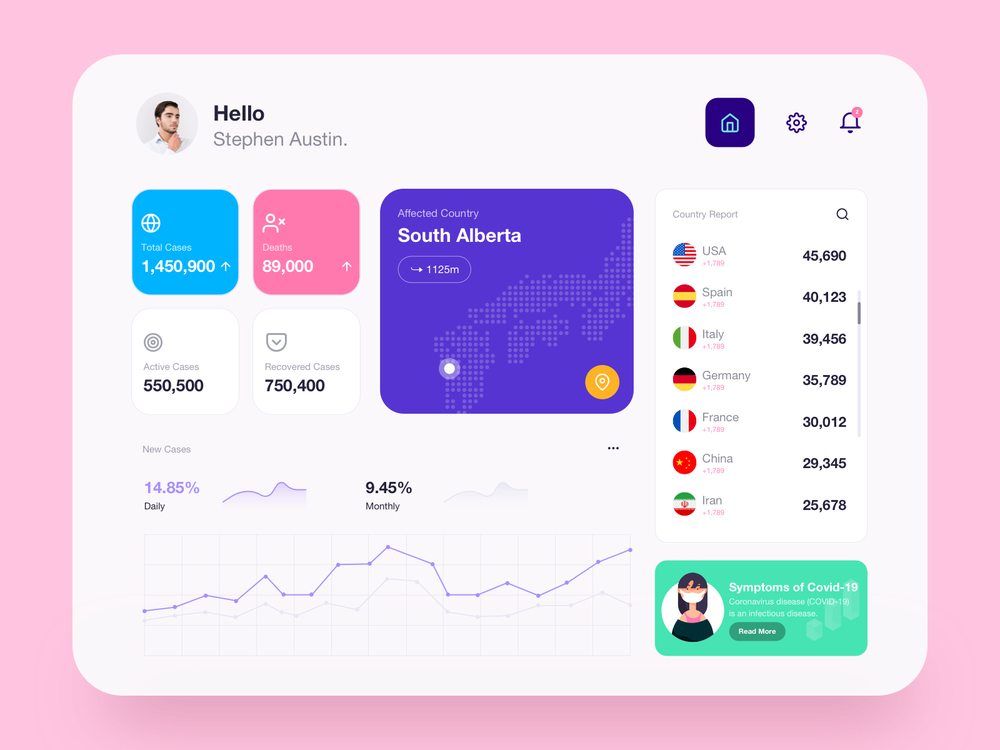 Hello
Stephen Austin.
2
Total Cases
1,450,900
Deaths
89,000
Active Cases
550,500
Recovered Cases
750,400
Affected Country
South Alberta
1125m
Country Report
USA
+1,789
45,690
Spain
+1,789
40,123
Italy
+1,789
39,456
Germany
+1,789
35,789
France
+1,789
30,012
China
+1,789
29,345
Iran
+1,789
25,678
New Cases
14.85%
Daily
9.45%
Monthly
Symptoms of Covid-19
Coronavirus disease (COVID-19)
is an infectious disease.
Read More